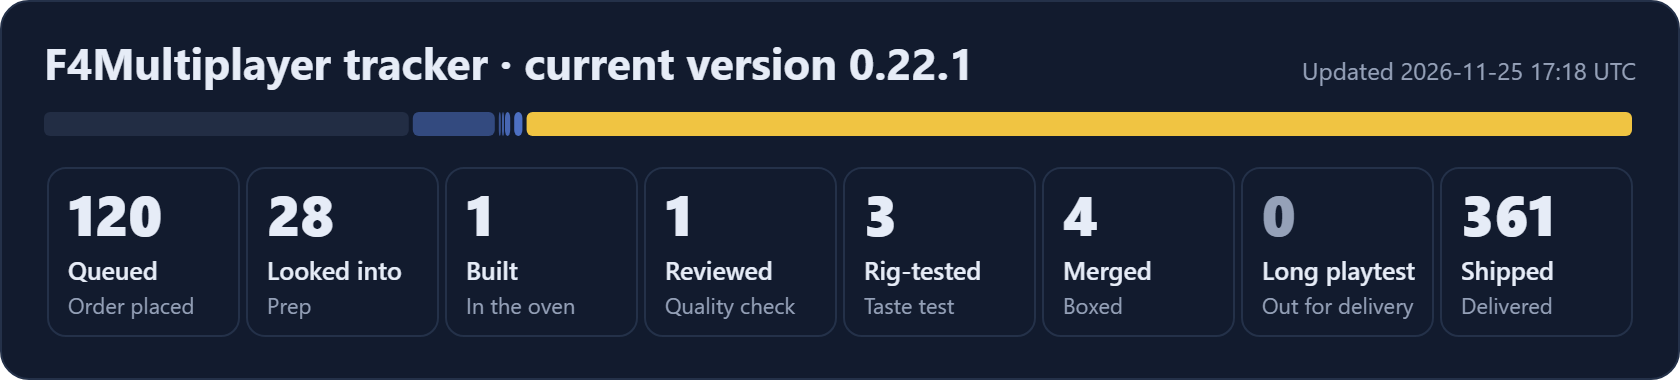 F4Multiplayer tracker · current version 0.22.1
Updated 2026-11-25 17:18 UTC
120
Queued
Order placed
28
Looked into
Prep
1
Built
In the oven
1
Reviewed
Quality check
3
Rig-tested
Taste test
4
Merged
Boxed
0
Long playtest
Out for delivery
361
Shipped
Delivered